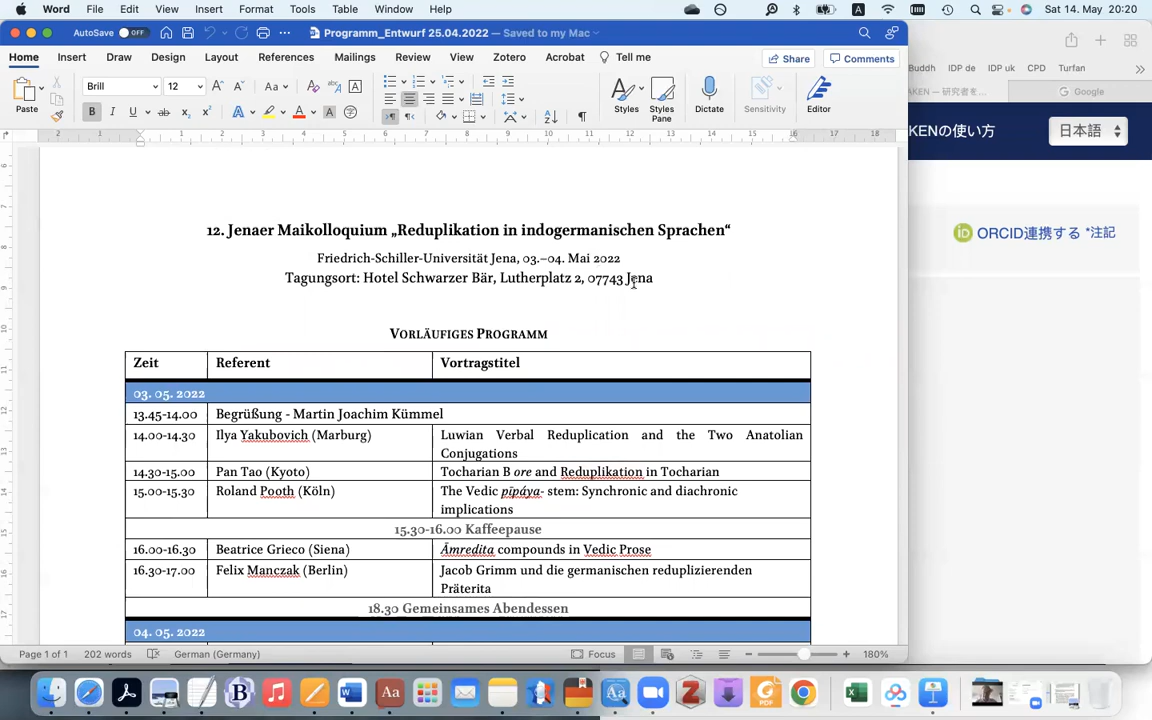 Word File Edit View Insert Format Tools Table Window Help A Sat 14. May 20:20
AutoSave OFF Programm_Entwurf 25.04.2022 — Saved to my Mac
Home Insert Draw Design Layout References Mailings Review View Zotero Acrobat Tell me Share Comments
Paste Brill 12 Styles Styles Pane Dictate Sensitivity Editor
Buddh IDP de IDP uk CPD Turfan
AKEN — 研究者を... Google
KENの使い方 日本語
ORCID連携する *注記
12. Jenaer Maikolloquium „Reduplikation in indogermanischen Sprachen“
Friedrich-Schiller-Universität Jena, 03.–04. Mai 2022
Tagungsort: Hotel Schwarzer Bär, Lutherplatz 2, 07743 Jena
VORLÄUFIGES PROGRAMM
Zeit Referent Vortragstitel
03. 05. 2022
13.45-14.00 Begrüßung - Martin Joachim Kümmel
14.00-14.30 Ilya Yakubovich (Marburg) Luwian Verbal Reduplication and the Two Anatolian
Conjugations
14.30-15.00 Pan Tao (Kyoto) Tocharian B ore and Reduplikation in Tocharian
15.00-15.30 Roland Pooth (Köln) The Vedic pīpáya- stem: Synchronic and diachronic
implications
15.30-16.00 Kaffeepause
16.00-16.30 Beatrice Grieco (Siena) Āmreḍita compounds in Vedic Prose
16.30-17.00 Felix Manczak (Berlin) Jacob Grimm und die germanischen reduplizierenden
Präterita
18.30 Gemeinsames Abendessen
04. 05. 2022
Page 1 of 1 202 words German (Germany) Focus 180%